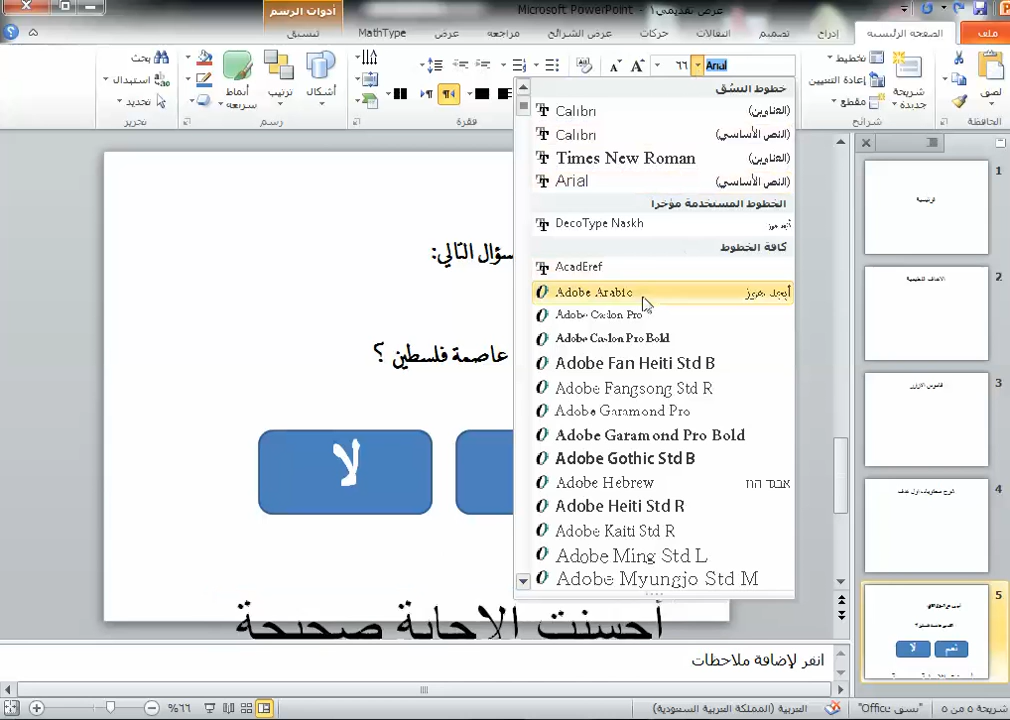 عرض تقديمي١ - Microsoft PowerPoint
أدوات الرسم
ملف
الصفحة الرئيسية
إدراج
تصميم
انتقالات
حركات
عرض الشرائح
مراجعة
عرض
MathType
تنسيق
لصق
الحافظة
شريحة جديدة
تخطيط
إعادة التعيين
مقطع
شرائح
Arial
٦٦
فقرة
أشكال
ترتيب
أنماط سريعة
رسم
بحث
استبدال
تحديد
تحرير
خطوط النسُق
Calibri (العناوين)
Calibri (النص الأساسي)
Times New Roman (العناوين)
Arial (النص الأساسي)
الخطوط المستخدمة مؤخرا
DecoType Naskh
كافة الخطوط
AcadEref
Adobe Arabic أبجد هوز
Adobe Caslon Pro
Adobe Caslon Pro Bold
Adobe Fan Heiti Std B
Adobe Fangsong Std R
Adobe Garamond Pro
Adobe Garamond Pro Bold
Adobe Gothic Std B
Adobe Hebrew אבגד הוז
Adobe Heiti Std R
Adobe Kaiti Std R
Adobe Ming Std L
Adobe Myungjo Std M
سؤال التالي:
عاصمة فلسطين ؟
لا
أحسنت الاجابة صحيحة
1
الرئيسية
2
3
4
5
نعم
لا
انقر لإضافة ملاحظات
شريحة ٥ من ٥
"نسق Office"
العربية (المملكة العربية السعودية)
٦٦%